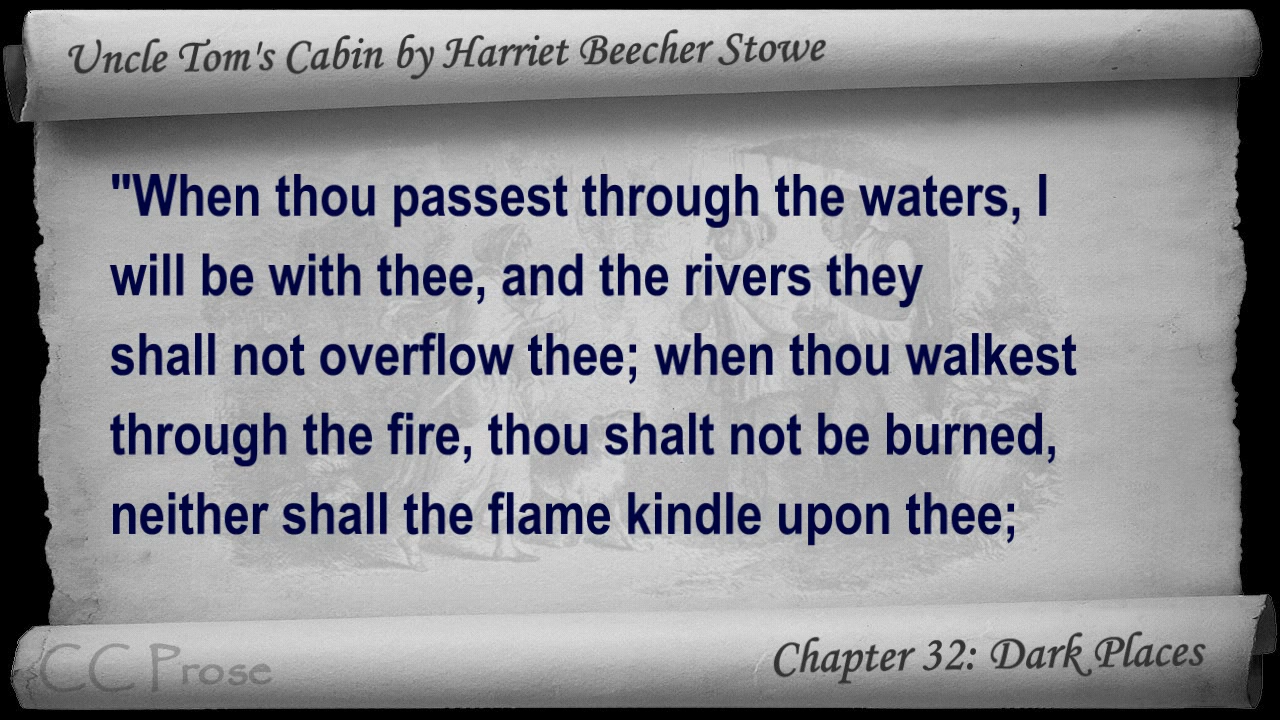 Uncle Tom's Cabin by Harriet Beecher Stowe
"When thou passest through the waters, I
will be with thee, and the rivers they
shall not overflow thee; when thou walkest
through the fire, thou shalt not be burned,
neither shall the flame kindle upon thee;
CC Prose
Chapter 32: Dark Places